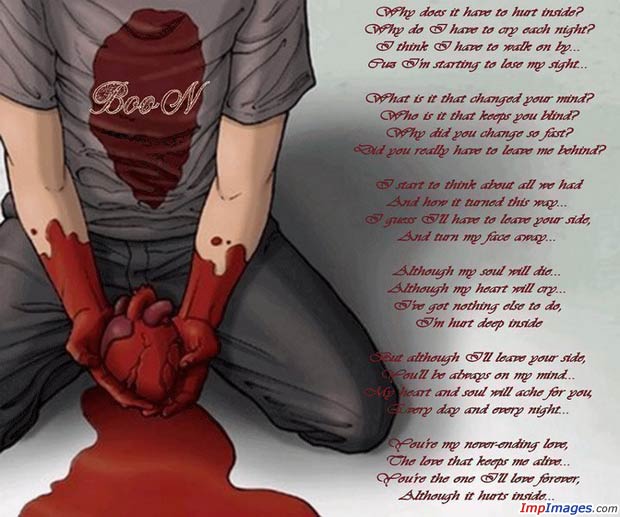 Why does it have to hurt inside?
Why do I have to cry each night?
I think I have to walk on by...
Cuz I'm starting to lose my sight...
What is it that changed your mind?
Who is it that keeps you blind?
Why did you change so fast?
Did you really have to leave me behind?
I start to think about all we had
And how it turned this way...
I guess I'll have to leave your side,
And turn my face away...
Although my soul will die...
Although my heart will cry...
I've got nothing else to do,
I'm hurt deep inside
But although I'll leave your side,
You'll be always on my mind...
My heart and soul will ache for you,
Every day and every night...
You're my never-ending love,
The love that keeps me alive...
You're the one I'll love forever,
Although it hurts inside...
BooN
ImpImages.com